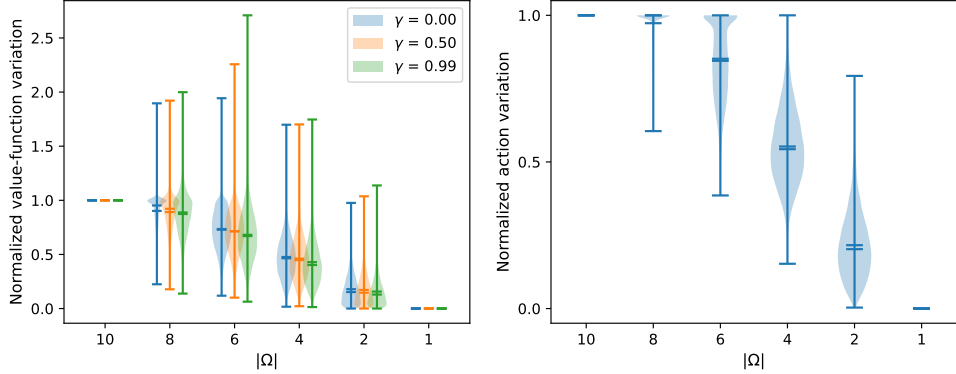 Normalized value-function variation
2.5
2.0
1.5
1.0
0.5
0.0
γ = 0.00
γ = 0.50
γ = 0.99
10 8 6 4 2 1
|Ω|
Normalized action variation
1.0
0.5
0.0
10 8 6 4 2 1
|Ω|